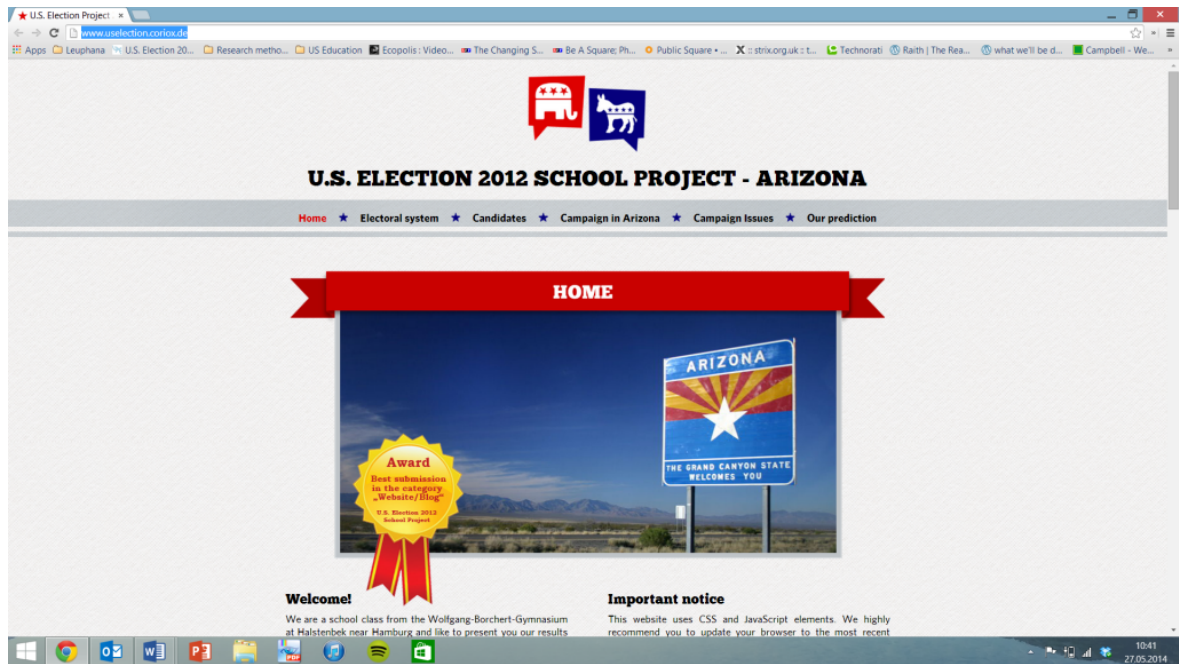 U.S. Election Project
www.uselection.coriox.de
Apps Leuphana U.S. Election 20... Research metho... US Education Ecopolis : Video... The Changing S... Be A Square; Ph... Public Square • ... X :: strix.org.uk :: t... Technorati Raith | The Rea... what we'll be d... Campbell - We... »
U.S. ELECTION 2012 SCHOOL PROJECT - ARIZONA
Home ★ Electoral system ★ Candidates ★ Campaign in Arizona ★ Campaign Issues ★ Our prediction
HOME
ARIZONA
THE GRAND CANYON STATE
WELCOMES YOU
Award
Best submission
in the category
„Website/Blog“
U.S. Election 2012
School Project
Welcome!
We are a school class from the Wolfgang-Borchert-Gymnasium
at Halstenbek near Hamburg and like to present you our results
Important notice
This website uses CSS and JavaScript elements. We highly
recommend you to update your browser to the most recent
10:41
27.05.2014